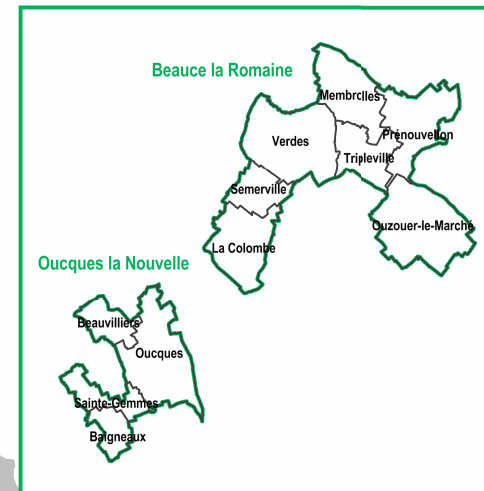 Beauce la Romaine
Membrolles
Prénouvellon
Verdes
Tripleville
Semerville
Ouzouer-le-Marché
La Colombe
Oucques la Nouvelle
Beauvilliers
Oucques
Sainte-Gemmes
Baigneaux